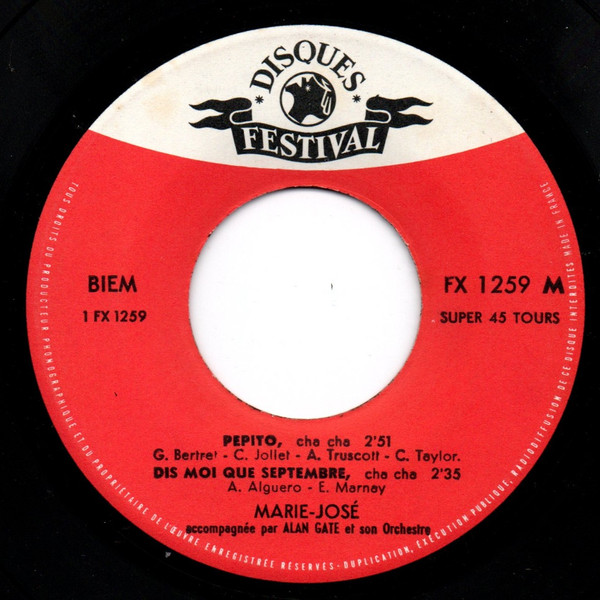 DISQUES
FESTIVAL
BIEM
1 FX 1259
FX 1259 M
SUPER 45 TOURS
PEPITO, cha cha 2'51
G. Bertret - C. Jollet - A. Truscott - C. Taylor.
DIS MOI QUE SEPTEMBRE, cha cha 2'35
A. Alguero - E. Marnay
MARIE-JOSÉ
accompagnée par ALAN GATE et son Orchestre
TOUS DROITS DU PRODUCTEUR PHONOGRAPHIQUE ET DU PROPRIÉTAIRE DE L'ŒUVRE ENREGISTRÉE RÉSERVÉS - DUPLICATION, EXÉCUTION PUBLIQUE, RADIODIFFUSION DE CE DISQUE INTERDITES MADE IN FRANCE